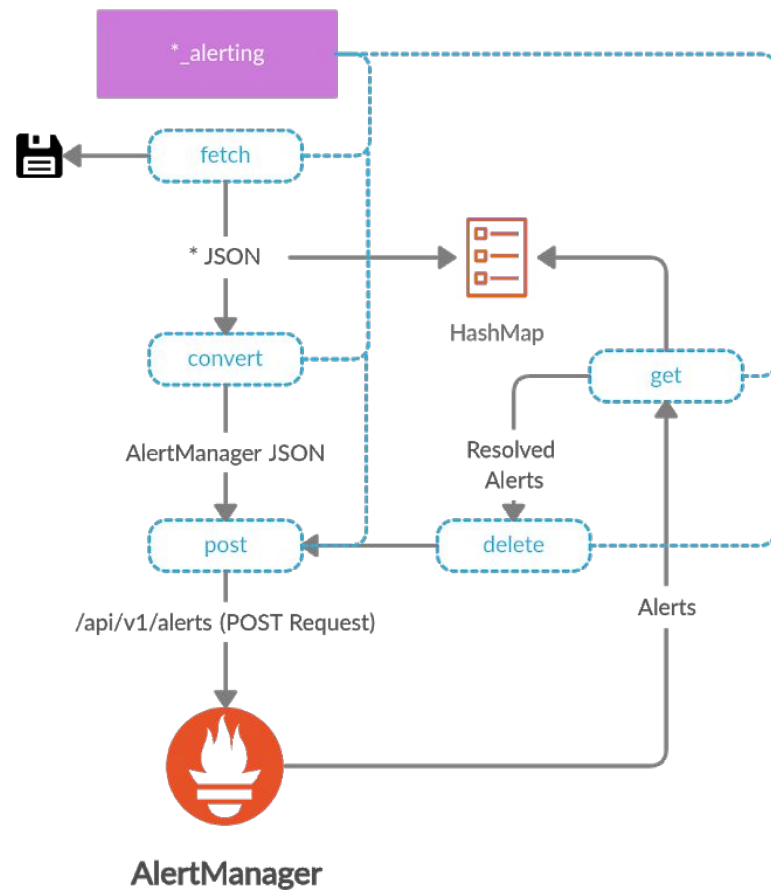 *_alerting
fetch
* JSON
HashMap
convert
get
AlertManager JSON
Resolved
Alerts
post
delete
/api/v1/alerts (POST Request)
Alerts
AlertManager